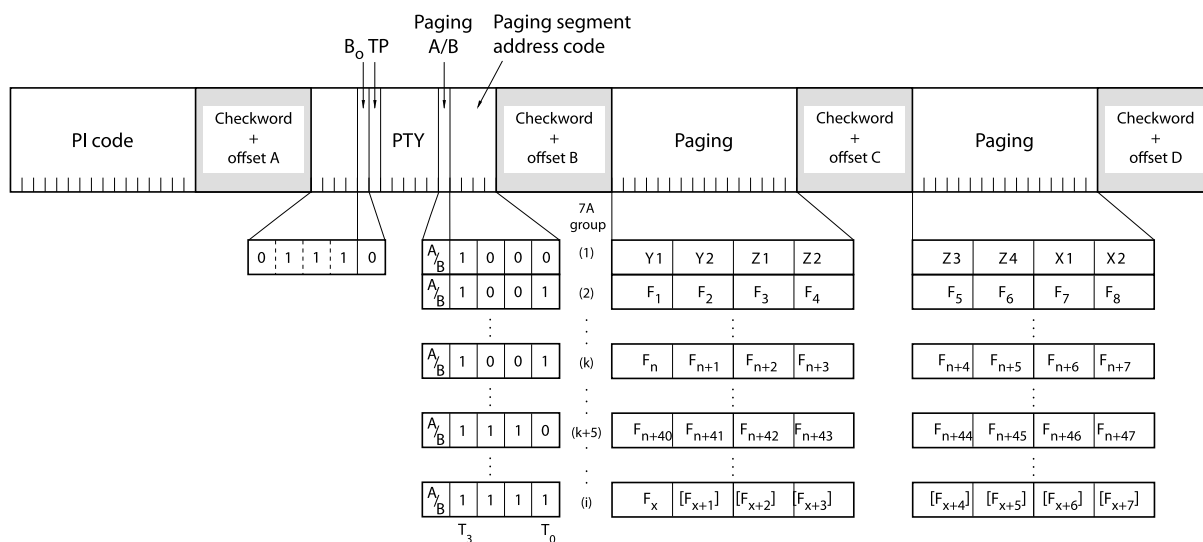 Paging Paging segment
B0 TP A/B address code
PI code Checkword + offset A PTY Checkword + offset B Paging Checkword + offset C Paging Checkword + offset D
7A group
0 1 1 1 0 A/B 1 0 0 0 (1) Y1 Y2 Z1 Z2 Z3 Z4 X1 X2
A/B 1 0 0 1 (2) F1 F2 F3 F4 F5 F6 F7 F8
A/B 1 0 0 1 (k) Fn Fn+1 Fn+2 Fn+3 Fn+4 Fn+5 Fn+6 Fn+7
A/B 1 1 1 0 (k+5) Fn+40 Fn+41 Fn+42 Fn+43 Fn+44 Fn+45 Fn+46 Fn+47
A/B 1 1 1 1 (i) Fx [Fx+1] [Fx+2] [Fx+3] [Fx+4] [Fx+5] [Fx+6] [Fx+7]
T3 T0